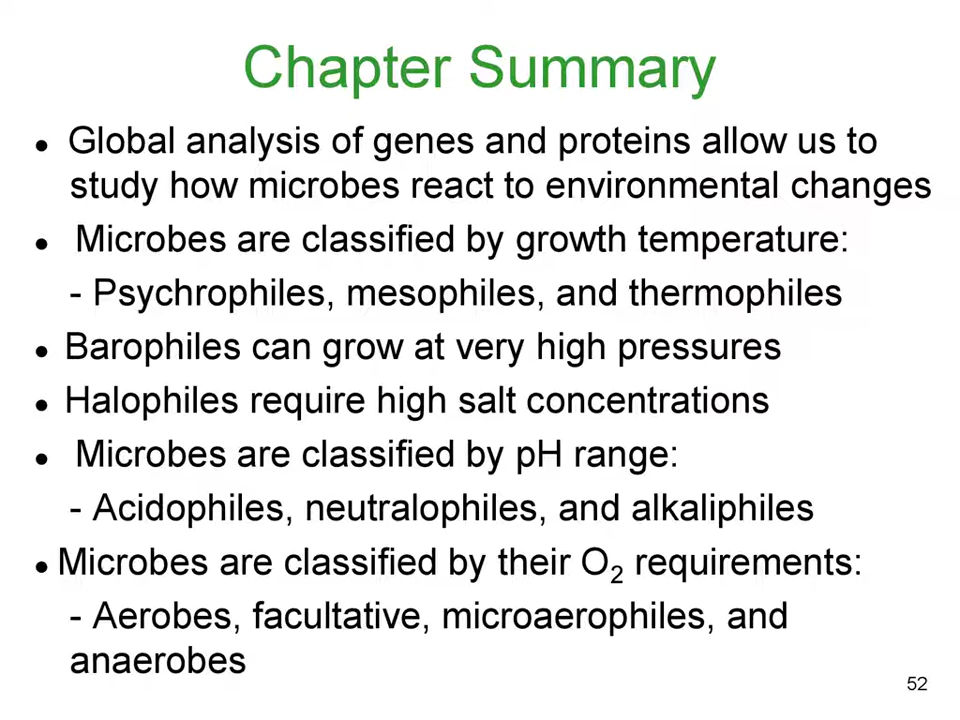 Chapter Summary
● Global analysis of genes and proteins allow us to
study how microbes react to environmental changes
● Microbes are classified by growth temperature:
- Psychrophiles, mesophiles, and thermophiles
● Barophiles can grow at very high pressures
● Halophiles require high salt concentrations
● Microbes are classified by pH range:
- Acidophiles, neutralophiles, and alkaliphiles
● Microbes are classified by their O₂ requirements:
- Aerobes, facultative, microaerophiles, and
anaerobes
52